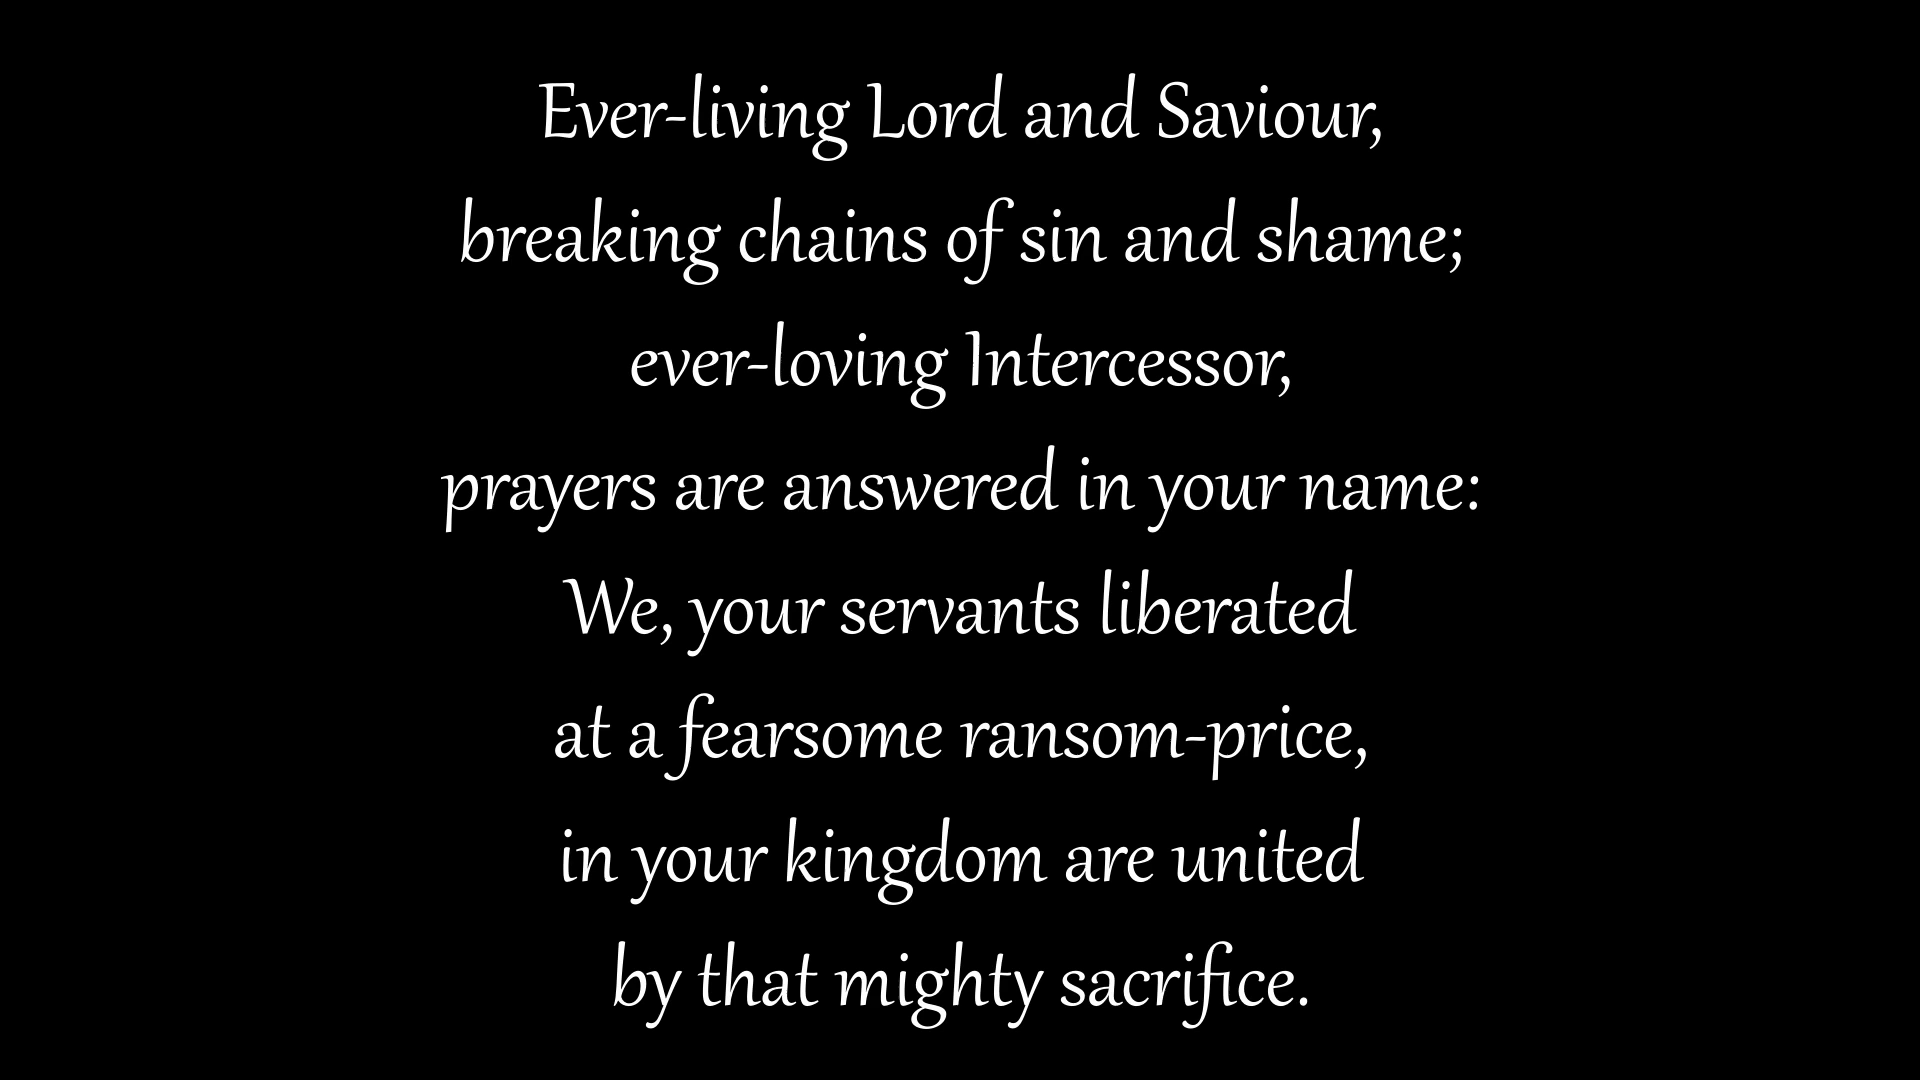 Ever-living Lord and Saviour,
breaking chains of sin and shame;
ever-loving Intercessor,
prayers are answered in your name:
We, your servants liberated
at a fearsome ransom-price,
in your kingdom are united
by that mighty sacrifice.